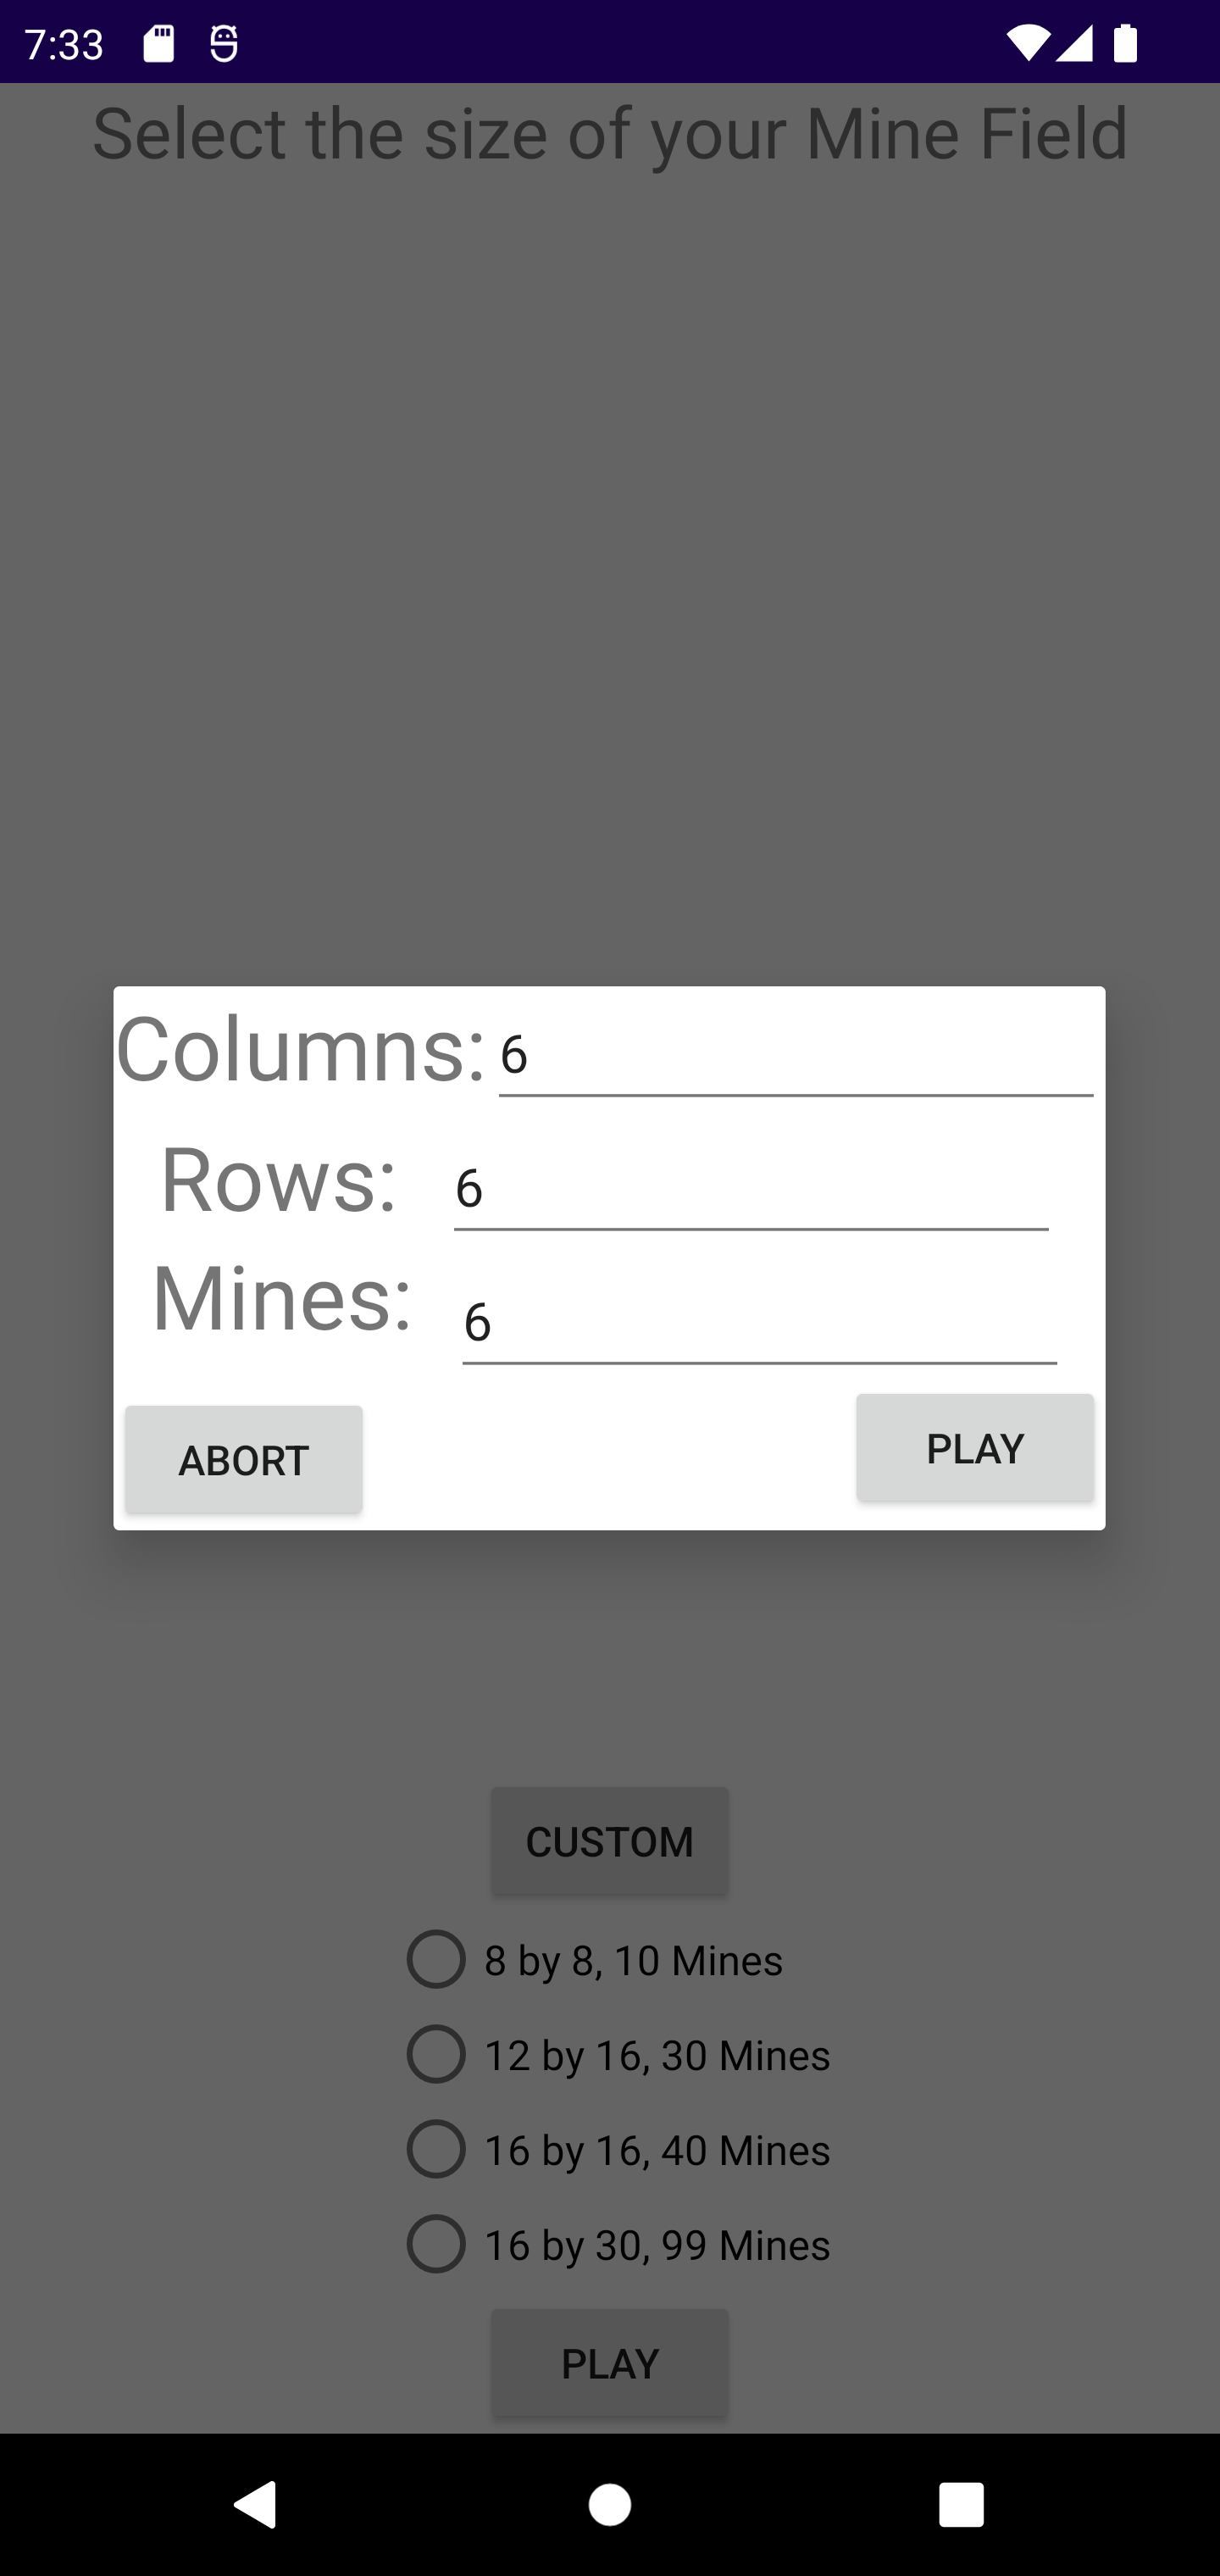 7:33
Select the size of your Mine Field
Columns: 6
Rows: 6
Mines: 6
ABORT PLAY
CUSTOM
8 by 8, 10 Mines
12 by 16, 30 Mines
16 by 16, 40 Mines
16 by 30, 99 Mines
PLAY